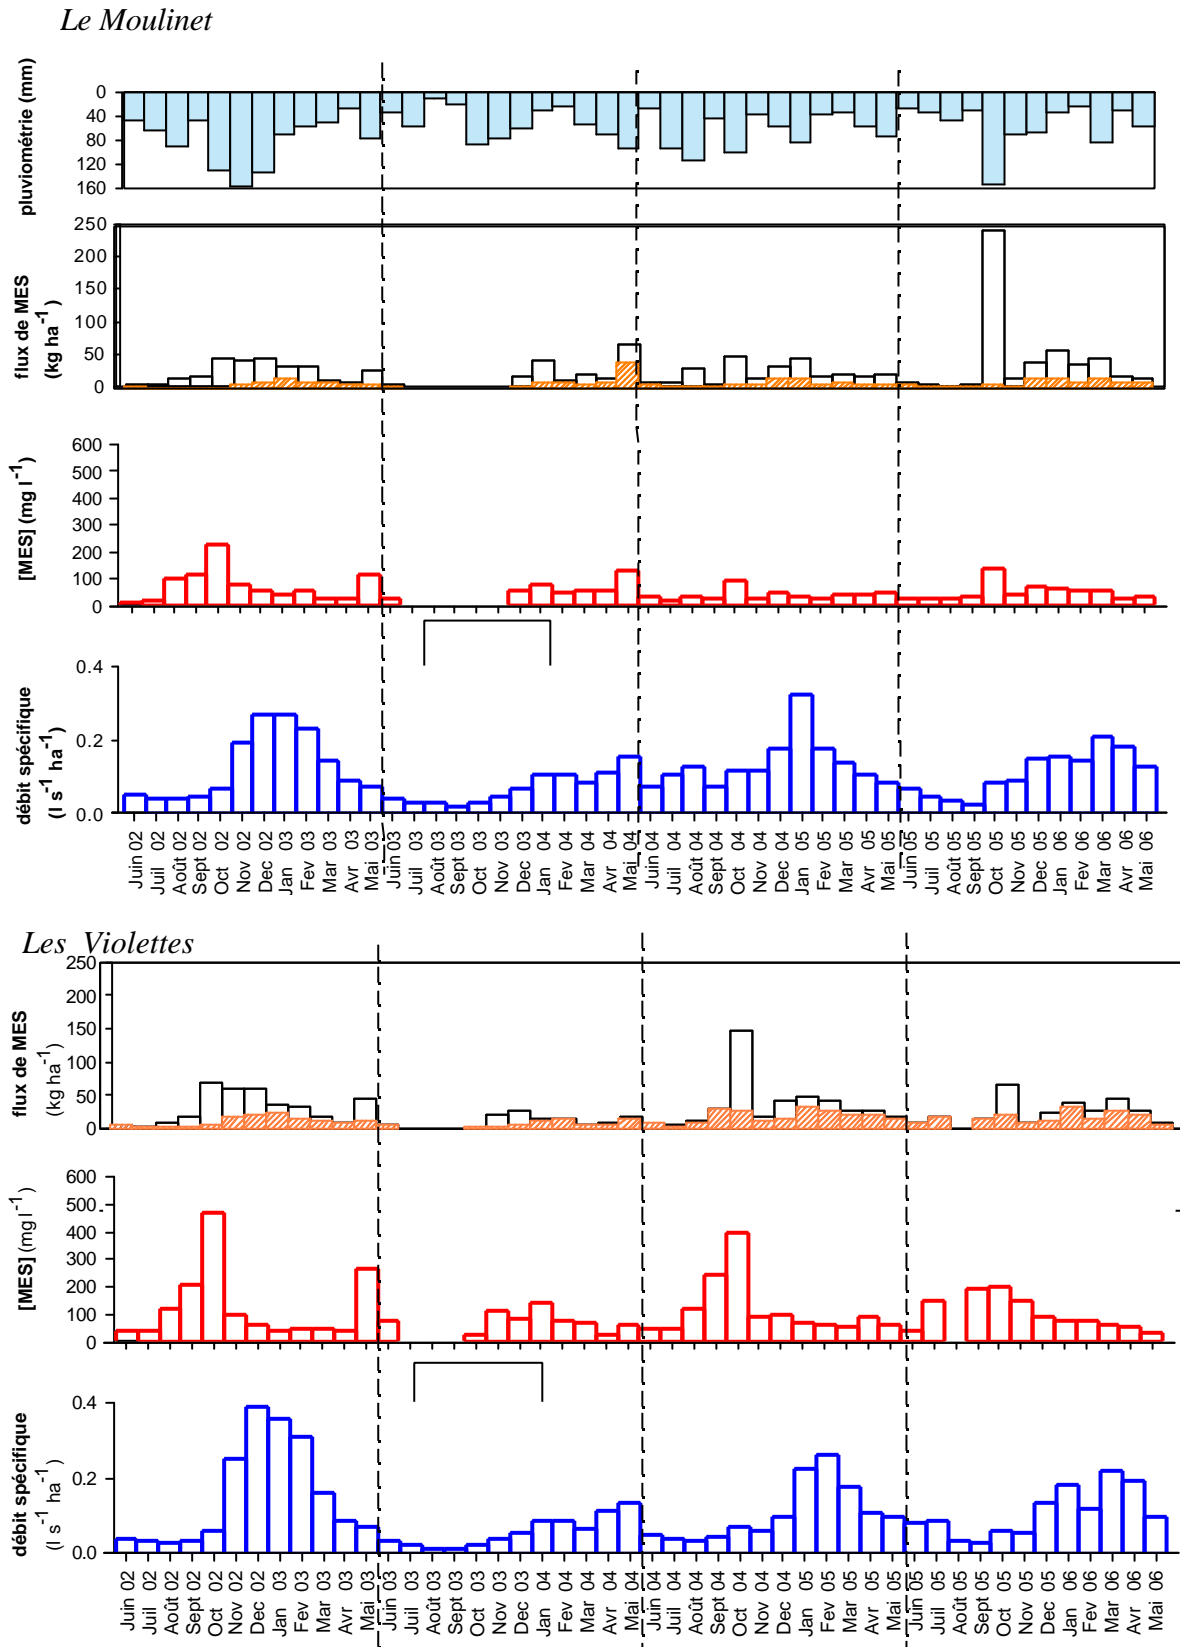 Le Moulinet
pluviométrie (mm)
0
40
80
120
160
flux de MES
(kg ha-1)
250
200
150
100
50
0
[MES] (mg l-1)
600
500
400
300
200
100
0
débit spécifique
(l s-1 ha-1)
0.4
0.2
0.0
Juin 02
Juil 02
Août 02
Sept 02
Oct 02
Nov 02
Dec 02
Jan 03
Fev 03
Mar 03
Avr 03
Mai 03
Juin 03
Juil 03
Août 03
Sept 03
Oct 03
Nov 03
Dec 03
Jan 04
Fev 04
Mar 04
Avr 04
Mai 04
Juin 04
Juil 04
Août 04
Sept 04
Oct 04
Nov 04
Dec 04
Jan 05
Fev 05
Mar 05
Avr 05
Mai 05
Juin 05
Juil 05
Août 05
Sept 05
Oct 05
Nov 05
Dec 05
Jan 06
Fev 06
Mar 06
Avr 06
Mai 06
Les Violettes
flux de MES
(kg ha-1)
250
200
150
100
50
0
[MES] (mg l-1)
600
500
400
300
200
100
0
débit spécifique
(l s-1 ha-1)
0.4
0.2
0.0
Juin 02
Juil 02
Août 02
Sept 02
Oct 02
Nov 02
Dec 02
Jan 03
Fev 03
Mar 03
Avr 03
Mai 03
Juin 03
Juil 03
Août 03
Sept 03
Oct 03
Nov 03
Dec 03
Jan 04
Fev 04
Mar 04
Avr 04
Mai 04
Juin 04
Juil 04
Août 04
Sept 04
Oct 04
Nov 04
Dec 04
Jan 05
Fev 05
Mar 05
Avr 05
Mai 05
Juin 05
Juil 05
Août 05
Sept 05
Oct 05
Nov 05
Dec 05
Jan 06
Fev 06
Mar 06
Avr 06
Mai 06